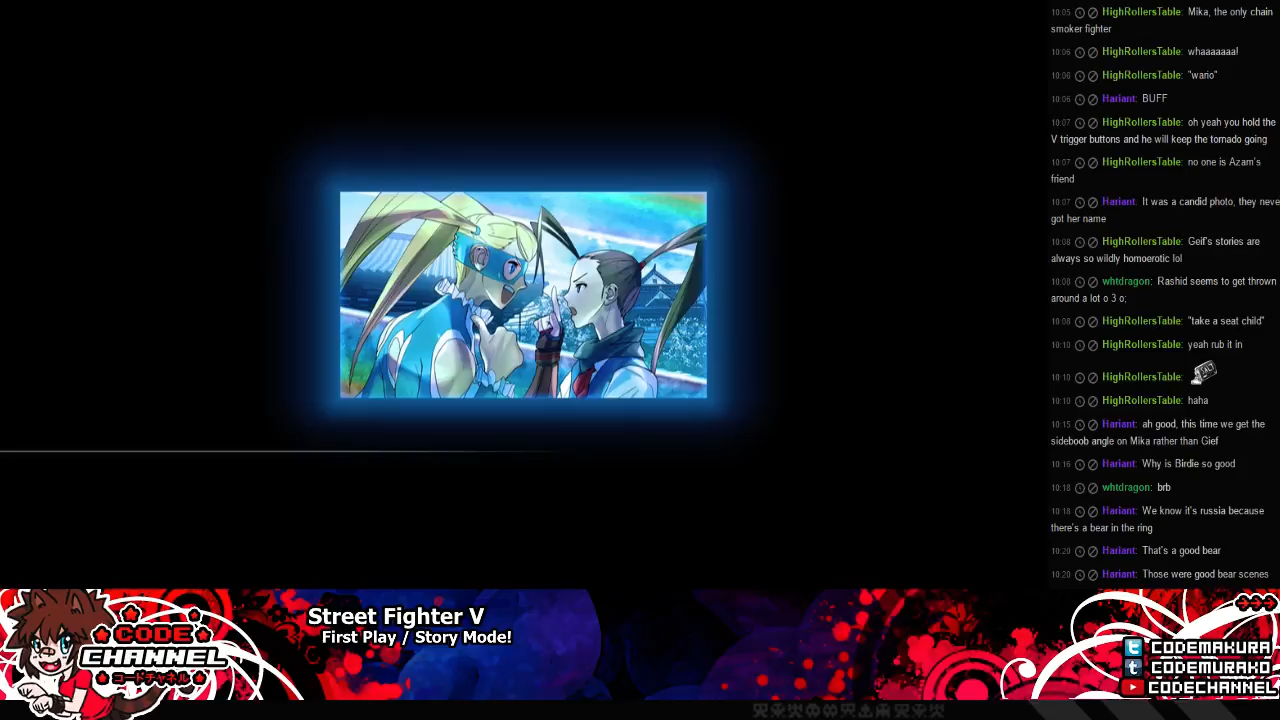 10:05 HighRollersTable: Mika, the only chain
smoker fighter
10:06 HighRollersTable: whaaaaaaa!
10:06 HighRollersTable: "wario"
10:06 Hariant: BUFF
10:07 HighRollersTable: oh yeah you hold the
V trigger buttons and he will keep the tornado going
10:07 HighRollersTable: no one is Azam's
friend
10:07 Hariant: It was a candid photo, they never
got her name
10:08 HighRollersTable: Geif's stories are
always so wildly homoerotic lol
10:08 whtdragon: Rashid seems to get thrown
around a lot o 3 o;
10:08 HighRollersTable: "take a seat child"
10:10 HighRollersTable: yeah rub it in
10:10 HighRollersTable: SALT
10:10 HighRollersTable: haha
10:15 Hariant: ah good, this time we get the
sideboob angle on Mika rather than Gief
10:16 Hariant: Why is Birdie so good
10:18 whtdragon: brb
10:18 Hariant: We know it's russia because
there's a bear in the ring
10:20 Hariant: That's a good bear
10:20 Hariant: Those were good bear scenes
CODE
CHANNEL
コードチャンネル
Street Fighter V
First Play / Story Mode!
CODEMAKURA
CODEMURAKO
CODECHANNEL